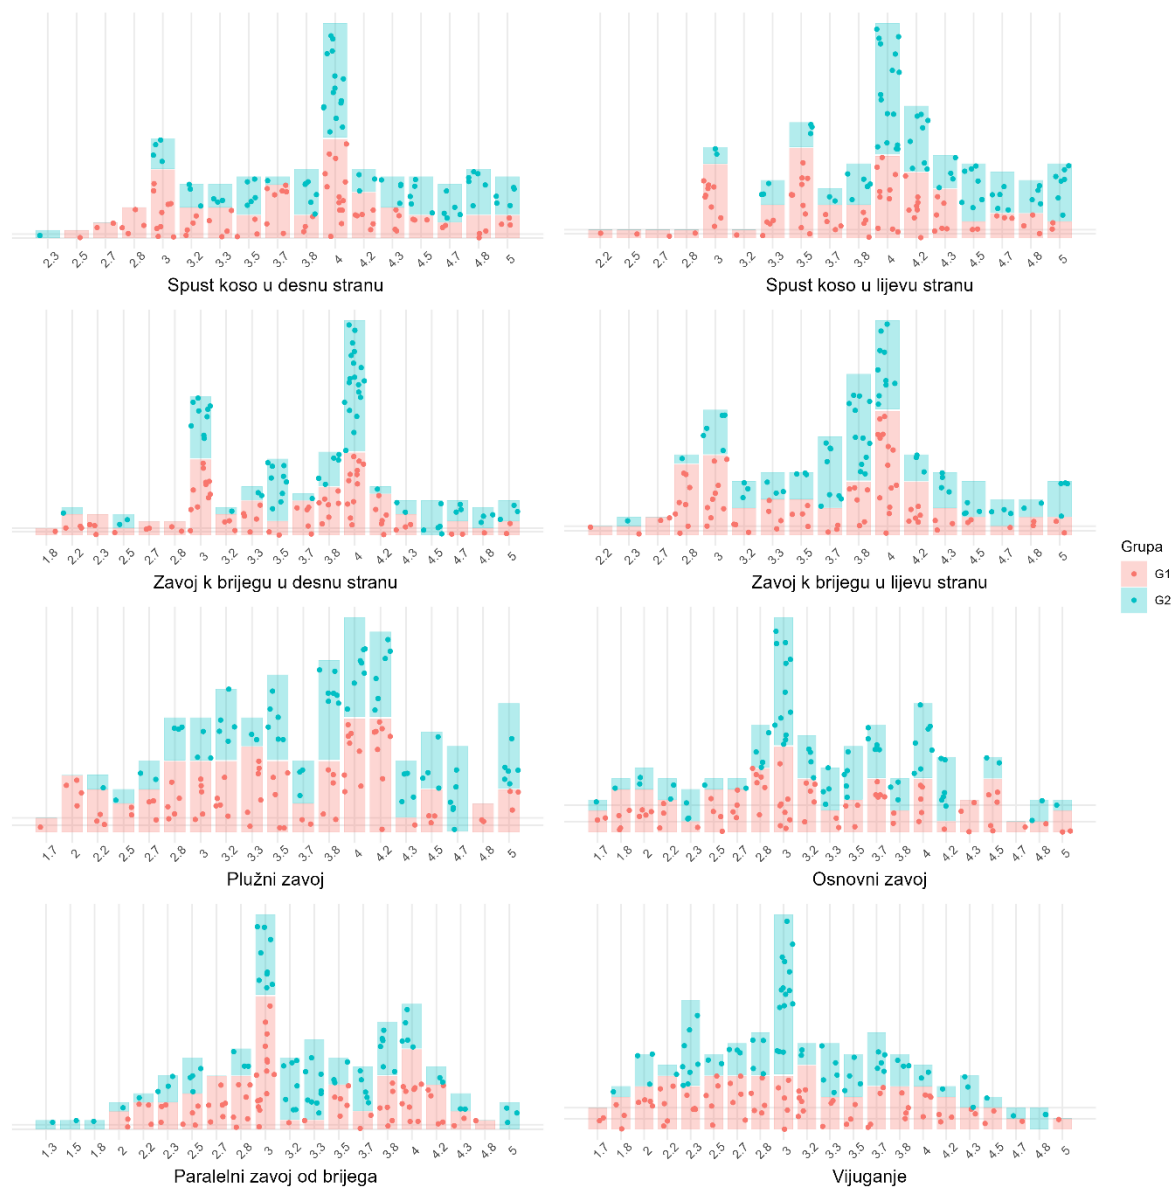 2.3 2.5 2.7 2.8 3 3.2 3.3 3.5 3.7 3.8 4 4.2 4.3 4.5 4.7 4.8 5
Spust koso u desnu stranu
2.2 2.5 2.7 2.8 3 3.2 3.3 3.5 3.7 3.8 4 4.2 4.3 4.5 4.7 4.8 5
Spust koso u lijevu stranu
1.8 2.2 2.3 2.5 2.7 2.8 3 3.2 3.3 3.5 3.7 3.8 4 4.2 4.3 4.5 4.7 4.8 5
Zavoj k brijegu u desnu stranu
2.2 2.3 2.7 2.8 3 3.2 3.3 3.5 3.7 3.8 4 4.2 4.3 4.5 4.7 4.8 5
Zavoj k brijegu u lijevu stranu
Grupa
G1
G2
1.7 2 2.2 2.5 2.7 2.8 3 3.2 3.3 3.5 3.7 3.8 4 4.2 4.3 4.5 4.7 4.8 5
Plužni zavoj
1.7 1.8 2 2.2 2.3 2.5 2.7 2.8 3 3.2 3.3 3.5 3.7 3.8 4 4.2 4.3 4.5 4.7 4.8 5
Osnovni zavoj
1.3 1.5 1.8 2 2.2 2.3 2.5 2.7 2.8 3 3.2 3.3 3.5 3.7 3.8 4 4.2 4.3 4.8 5
Paralelni zavoj od brijega
1.7 1.8 2 2.2 2.3 2.5 2.7 2.8 3 3.2 3.3 3.5 3.7 3.8 4 4.2 4.3 4.5 4.7 4.8 5
Vijuganje